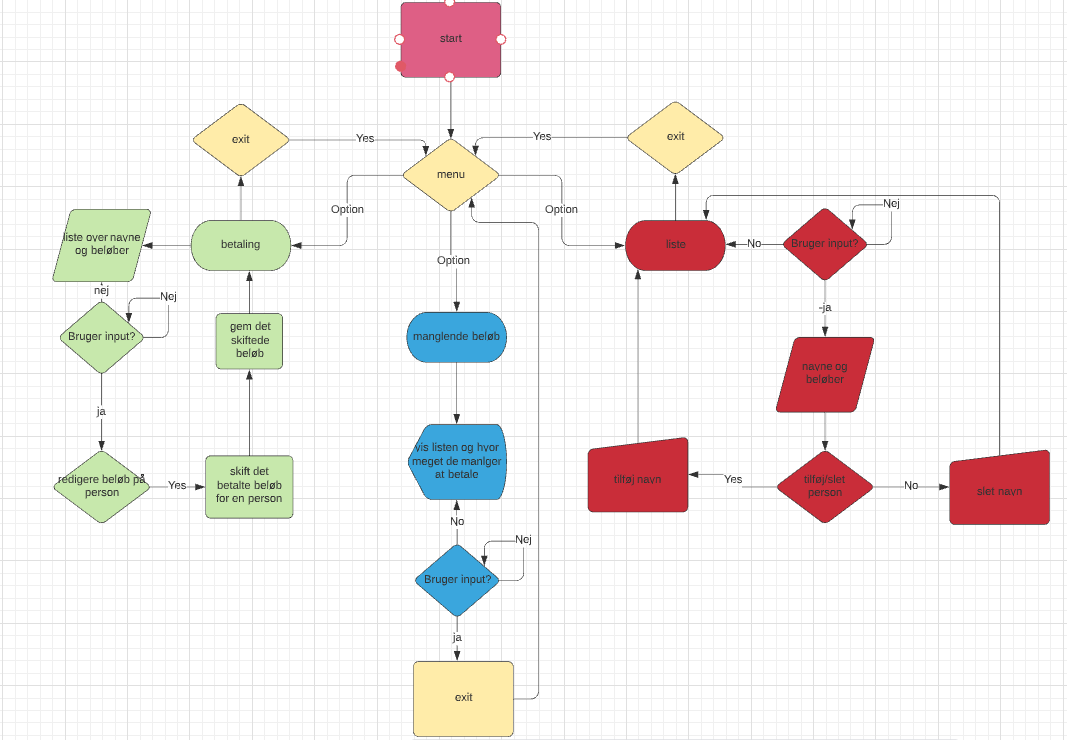 start
exit
Yes
menu
Yes
exit
Option
Option
Option
liste over navne
og beløber
betaling
nej
Nej
Bruger input?
gem det
skiftede
beløb
ja
redigere beløb på
person
Yes
skift det
betalte beløb
for en person
manglende beløb
vis listen og hvor
meget de manlger
at betale
No
Nej
Bruger input?
ja
exit
liste
No
Bruger input?
Nej
-ja
navne og
beløber
tilføj navn
Yes
tilføj/slet
person
No
slet navn